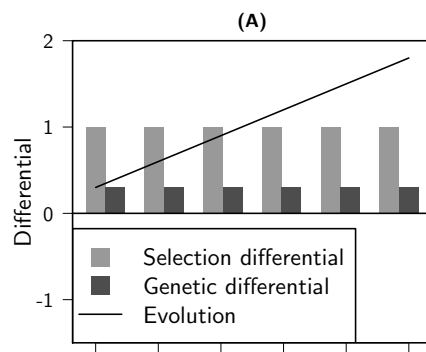 (A)
2
1
0
-1
Differential
Selection differential
Genetic differential
Evolution